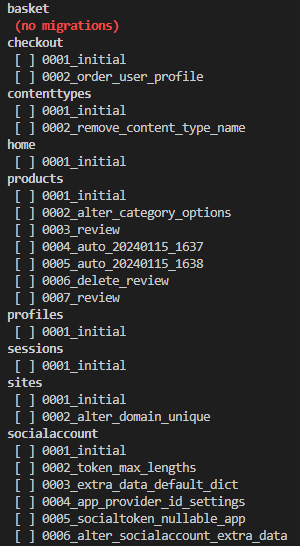 basket
(no migrations)
checkout
[ ] 0001_initial
[ ] 0002_order_user_profile
contenttypes
[ ] 0001_initial
[ ] 0002_remove_content_type_name
home
[ ] 0001_initial
products
[ ] 0001_initial
[ ] 0002_alter_category_options
[ ] 0003_review
[ ] 0004_auto_20240115_1637
[ ] 0005_auto_20240115_1638
[ ] 0006_delete_review
[ ] 0007_review
profiles
[ ] 0001_initial
sessions
[ ] 0001_initial
sites
[ ] 0001_initial
[ ] 0002_alter_domain_unique
socialaccount
[ ] 0001_initial
[ ] 0002_token_max_lengths
[ ] 0003_extra_data_default_dict
[ ] 0004_app_provider_id_settings
[ ] 0005_socialtoken_nullable_app
[ ] 0006_alter_socialaccount_extra_data